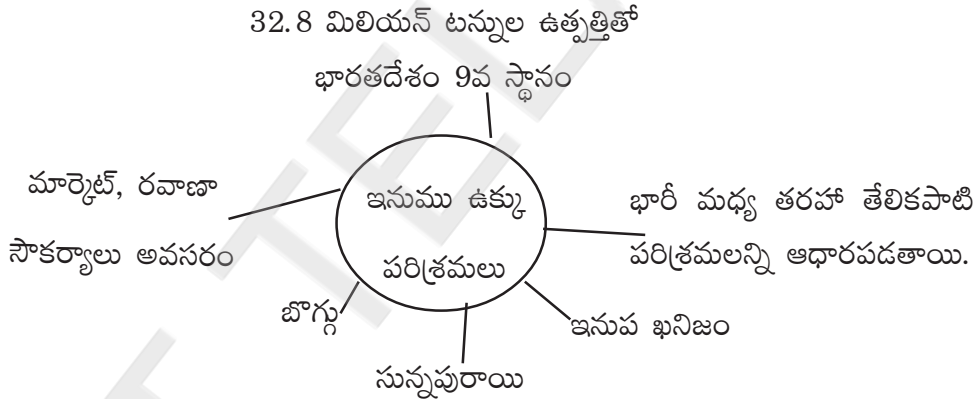 32.8 మిలియన్ టన్నుల ఉత్పత్తితో
భారతదేశం 9వ స్థానం
మార్కెట్, రవాణా
సౌకర్యాలు అవసరం
ఇనుము ఉక్కు
పరిశ్రమలు
భారీ మధ్య తరహా తేలికపాటి
పరిశ్రమలన్ని ఆధారపడతాయి.
బొగ్గు
ఇనుప ఖనిజం
సున్నపురాయి